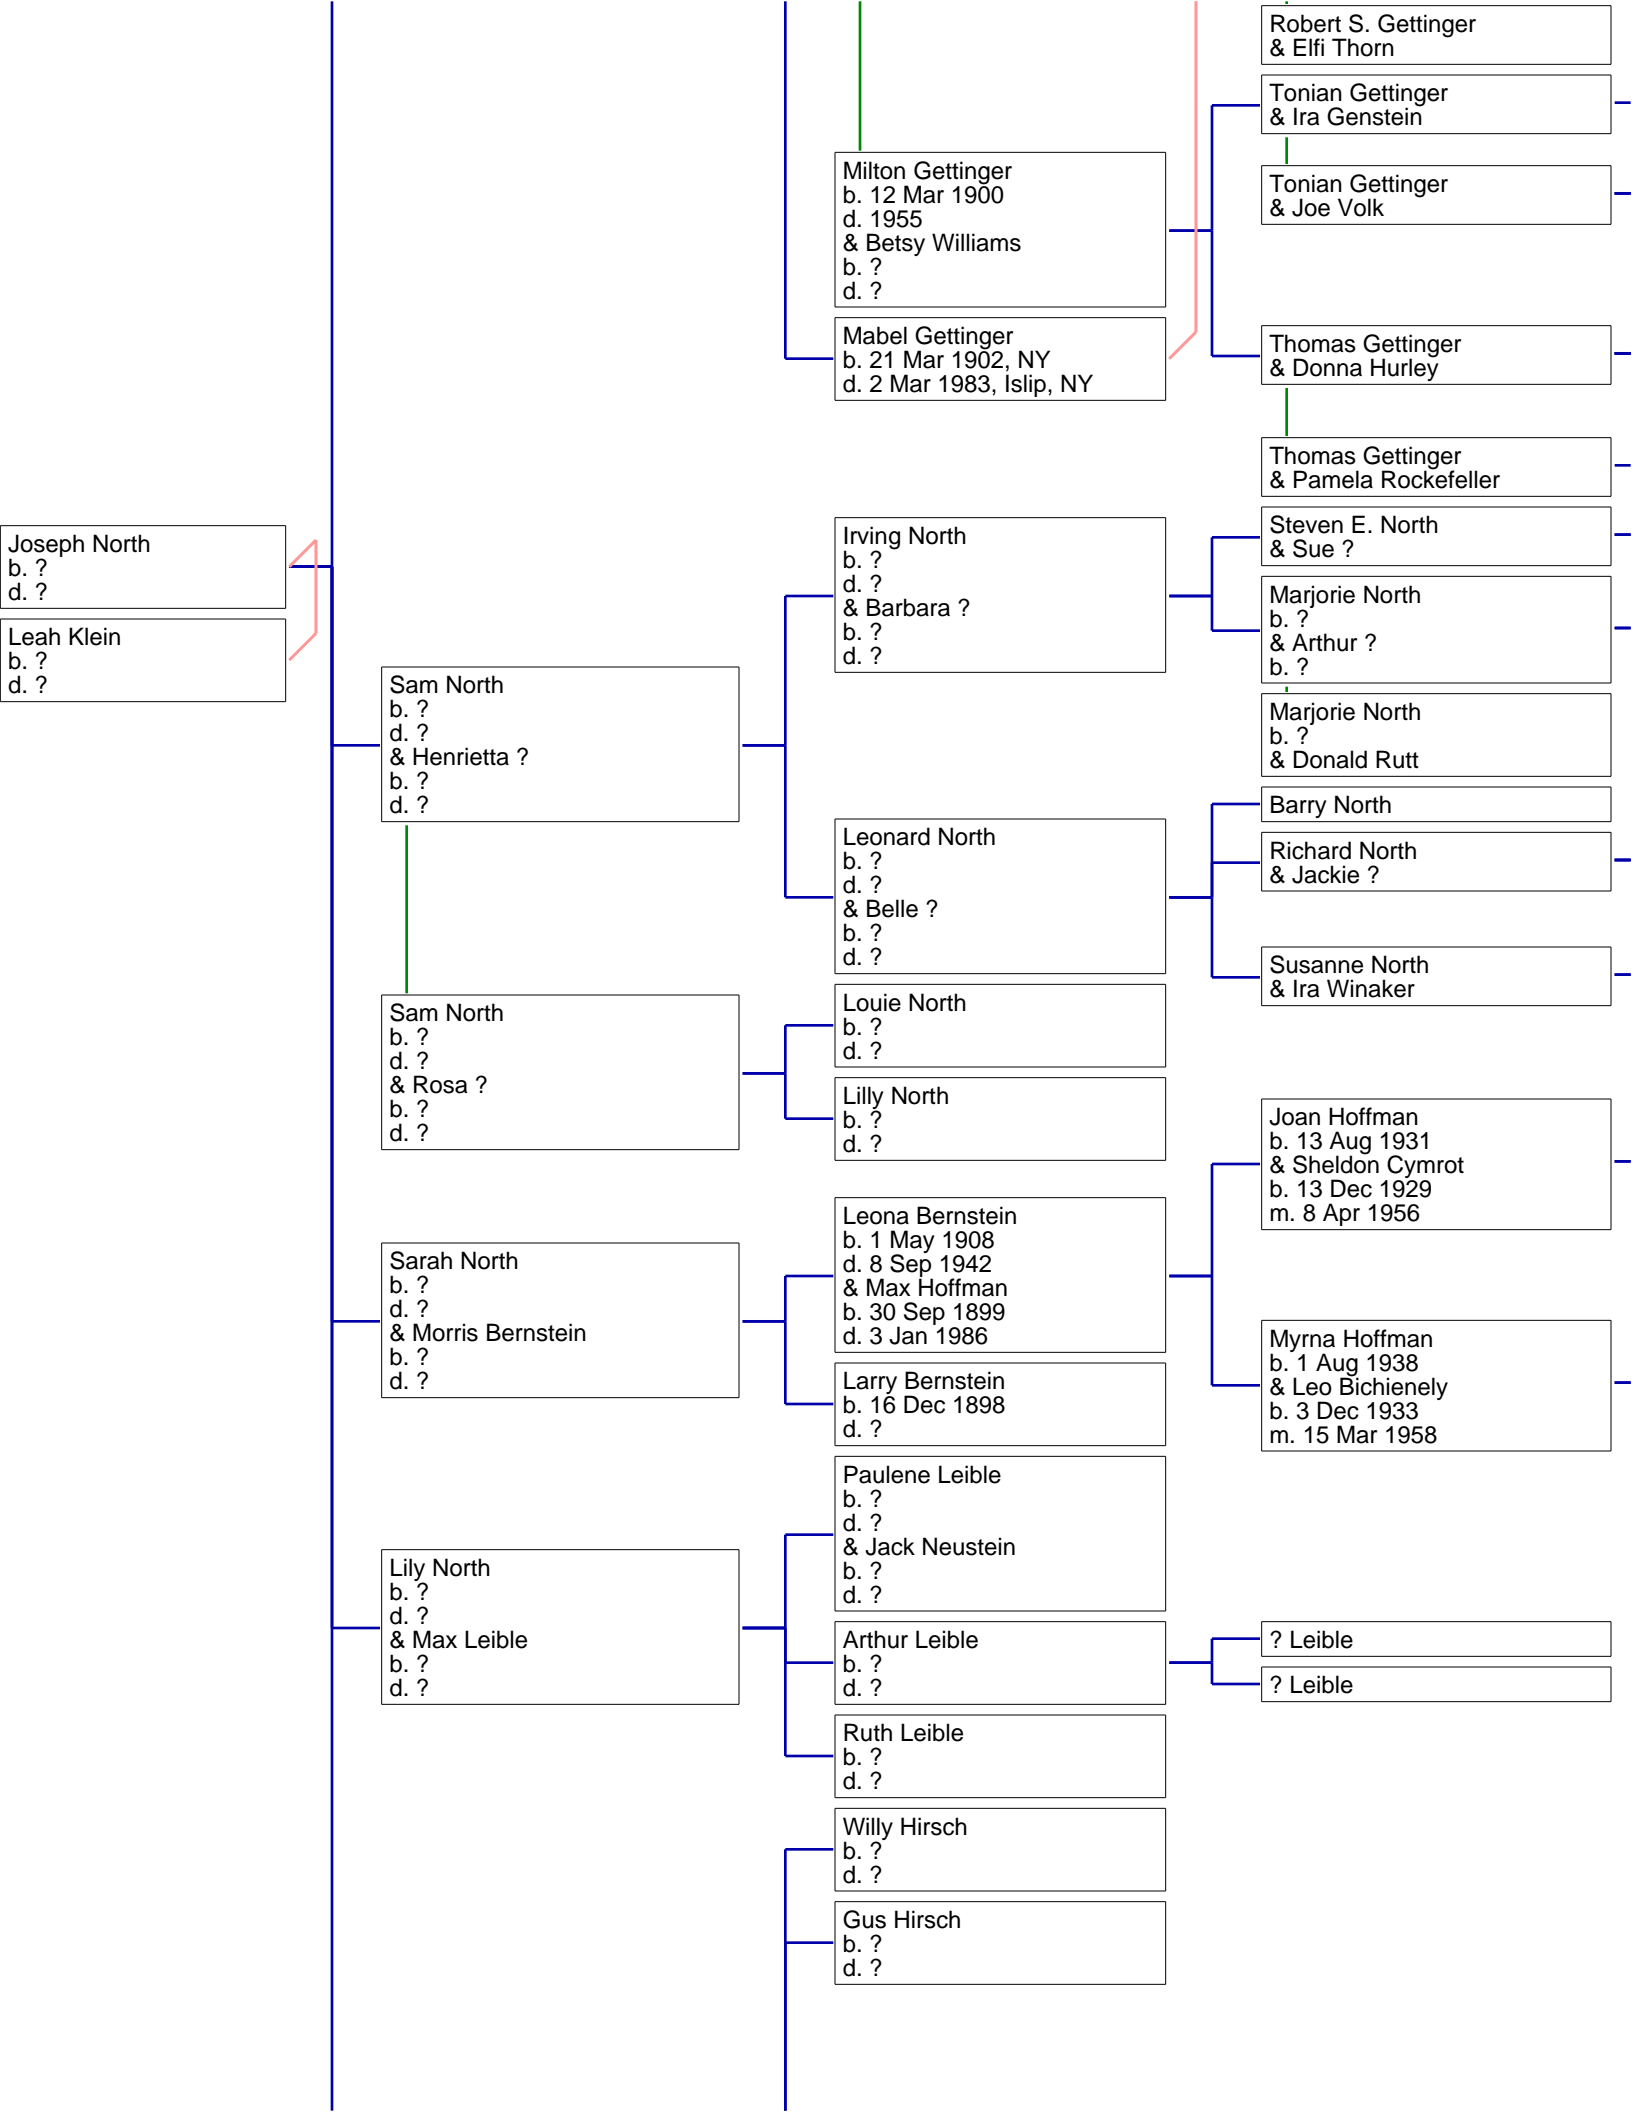 Joseph North
b. ?
d. ?
Leah Klein
b. ?
d. ?
Sam North
b. ?
d. ?
& Henrietta ?
b. ?
d. ?
Sam North
b. ?
d. ?
& Rosa ?
b. ?
d. ?
Sarah North
b. ?
d. ?
& Morris Bernstein
b. ?
d. ?
Lily North
b. ?
d. ?
& Max Leible
b. ?
d. ?
Milton Gettinger
b. 12 Mar 1900
d. 1955
& Betsy Williams
b. ?
d. ?
Mabel Gettinger
b. 21 Mar 1902, NY
d. 2 Mar 1983, Islip, NY
Irving North
b. ?
d. ?
& Barbara ?
b. ?
d. ?
Leonard North
b. ?
d. ?
& Belle ?
b. ?
d. ?
Louie North
b. ?
d. ?
Lilly North
b. ?
d. ?
Leona Bernstein
b. 1 May 1908
d. 8 Sep 1942
& Max Hoffman
b. 30 Sep 1899
d. 3 Jan 1986
Larry Bernstein
b. 16 Dec 1898
d. ?
Paulene Leible
b. ?
d. ?
& Jack Neustein
b. ?
d. ?
Arthur Leible
b. ?
d. ?
Ruth Leible
b. ?
d. ?
Willy Hirsch
b. ?
d. ?
Gus Hirsch
b. ?
d. ?
Robert S. Gettinger
& Elfi Thorn
Tonian Gettinger
& Ira Genstein
Tonian Gettinger
& Joe Volk
Thomas Gettinger
& Donna Hurley
Thomas Gettinger
& Pamela Rockefeller
Steven E. North
& Sue ?
Marjorie North
b. ?
& Arthur ?
b. ?
Marjorie North
b. ?
& Donald Rutt
Barry North
Richard North
& Jackie ?
Susanne North
& Ira Winaker
Joan Hoffman
b. 13 Aug 1931
& Sheldon Cymrot
b. 13 Dec 1929
m. 8 Apr 1956
Myrna Hoffman
b. 1 Aug 1938
& Leo Bichienely
b. 3 Dec 1933
m. 15 Mar 1958
? Leible
? Leible